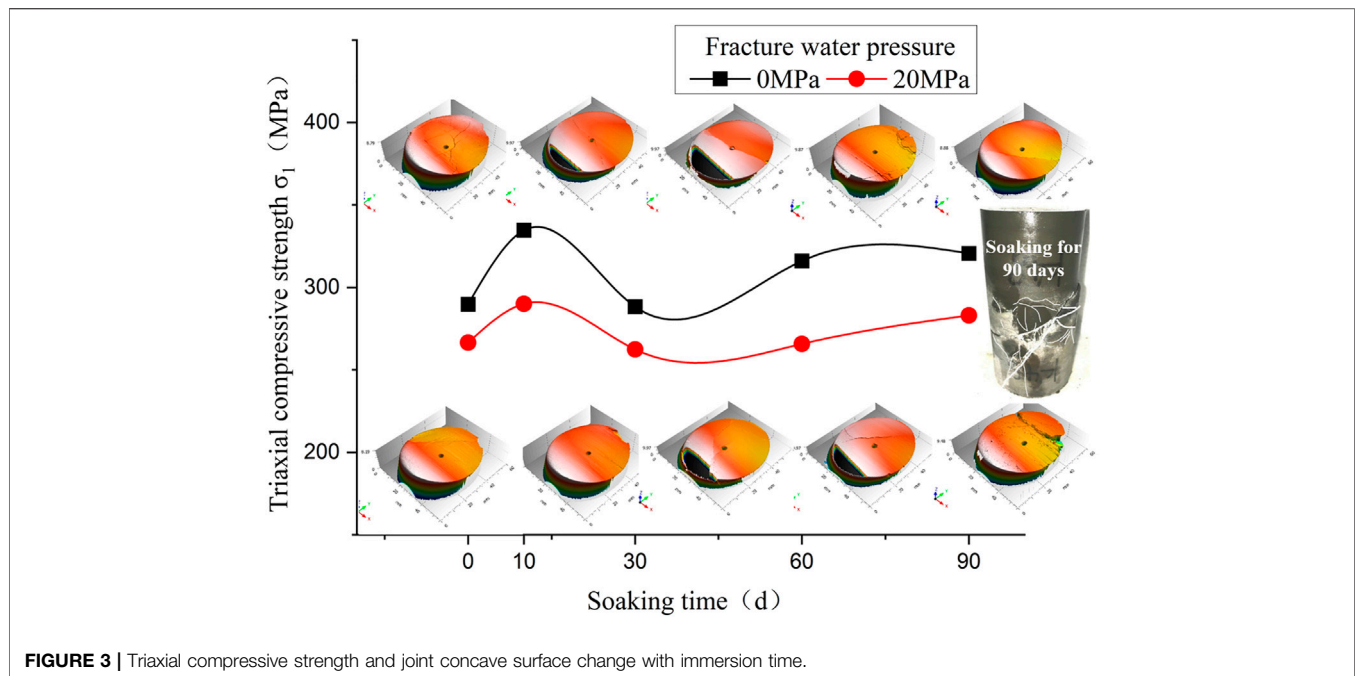 Fracture water pressure
0MPa 20MPa
Triaxial compressive strength σ1 （MPa）
400
300
200
Soaking for
90 days
0 10 30 60 90
Soaking time（d）
FIGURE 3 | Triaxial compressive strength and joint concave surface change with immersion time.